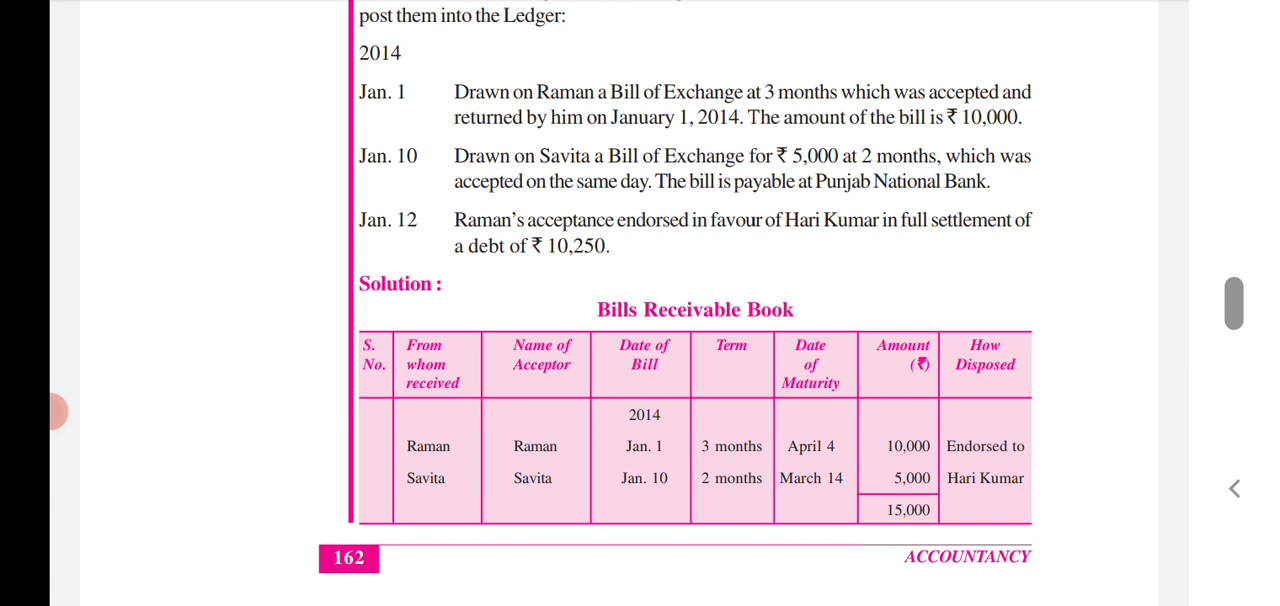 post them into the Ledger:
2014
Jan. 1 Drawn on Raman a Bill of Exchange at 3 months which was accepted and
returned by him on January 1, 2014. The amount of the bill is ₹ 10,000.
Jan. 10 Drawn on Savita a Bill of Exchange for ₹ 5,000 at 2 months, which was
accepted on the same day. The bill is payable at Punjab National Bank.
Jan. 12 Raman's acceptance endorsed in favour of Hari Kumar in full settlement of
a debt of ₹ 10,250.
Solution :
Bills Receivable Book
S. From Name of Date of Term Date Amount How
No. whom Acceptor Bill of (₹) Disposed
received Maturity
2014
Raman Raman Jan. 1 3 months April 4 10,000 Endorsed to
Savita Savita Jan. 10 2 months March 14 5,000 Hari Kumar
15,000
162 ACCOUNTANCY